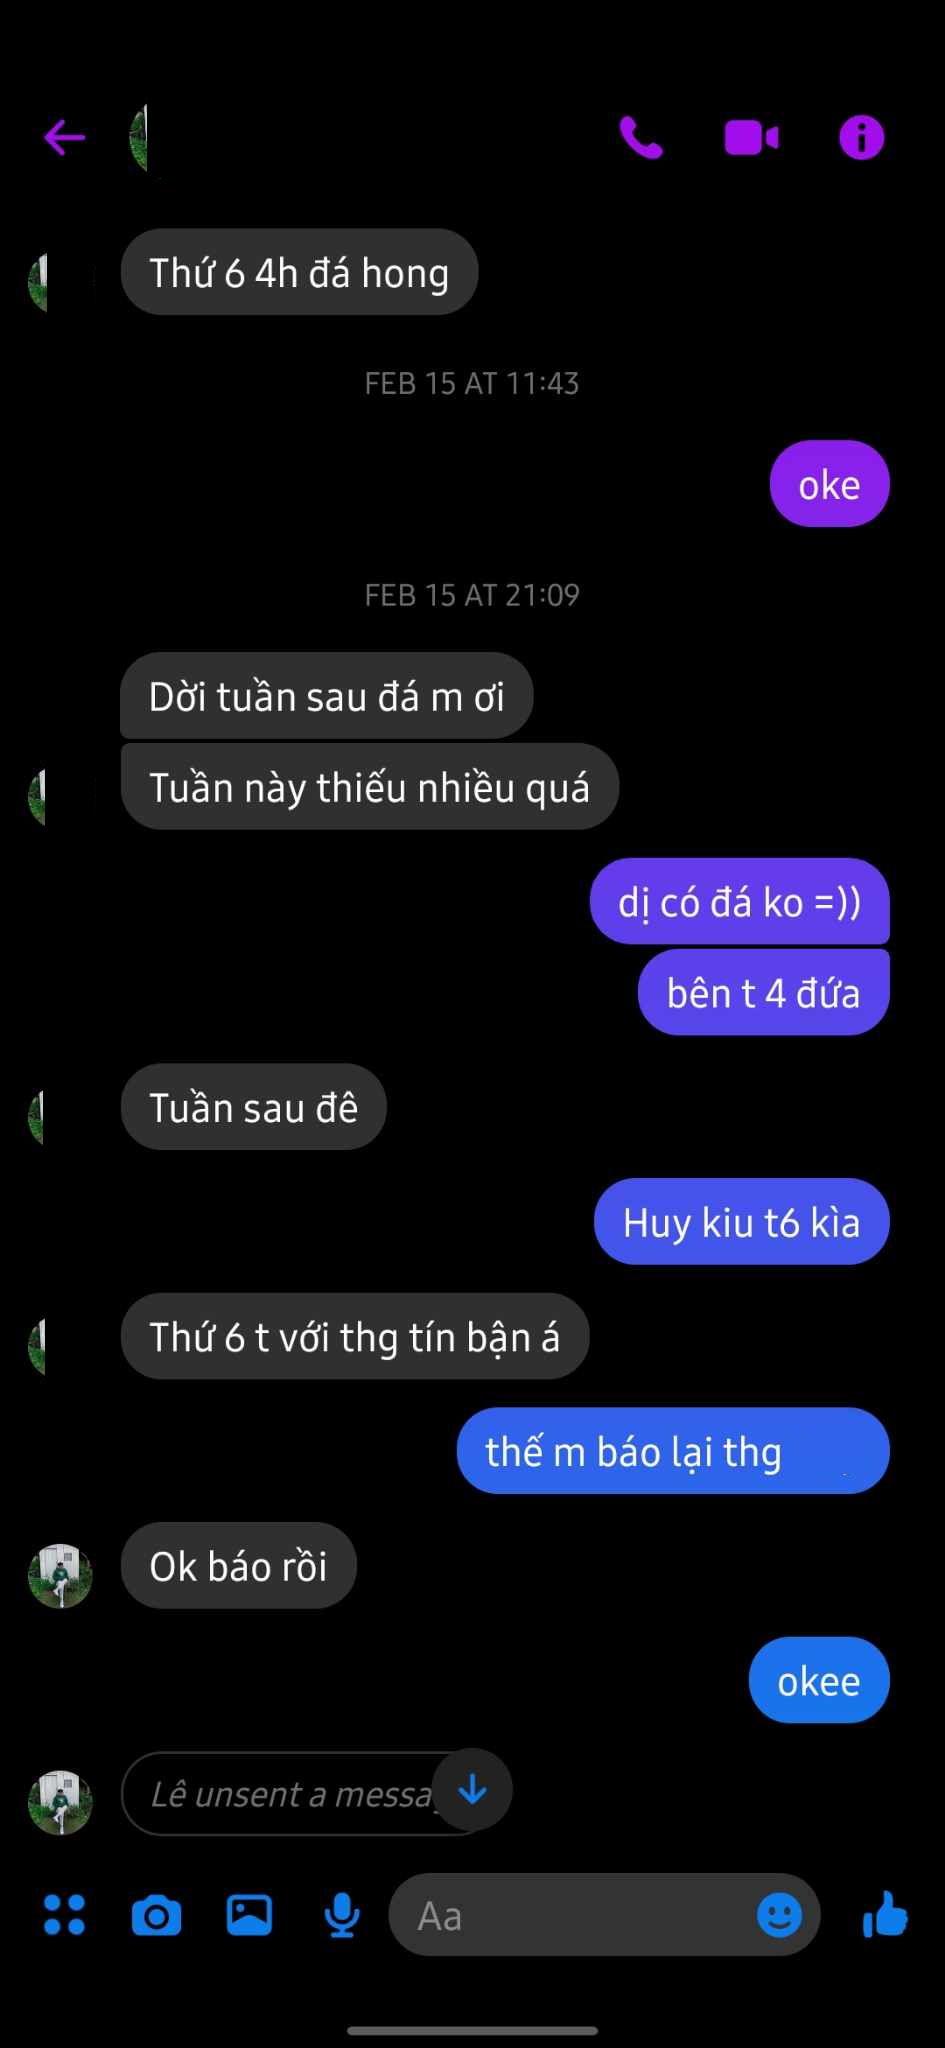 Thứ 6 4h đá hong
FEB 15 AT 11:43
oke
FEB 15 AT 21:09
Dời tuần sau đá m ơi
Tuần này thiếu nhiều quá
dị có đá ko =))
bên t 4 đứa
Tuần sau đê
Huy kiu t6 kìa
Thứ 6 t với thg tín bận á
thế m báo lại thg
Ok báo rồi
okee
Lê unsent a
Aa